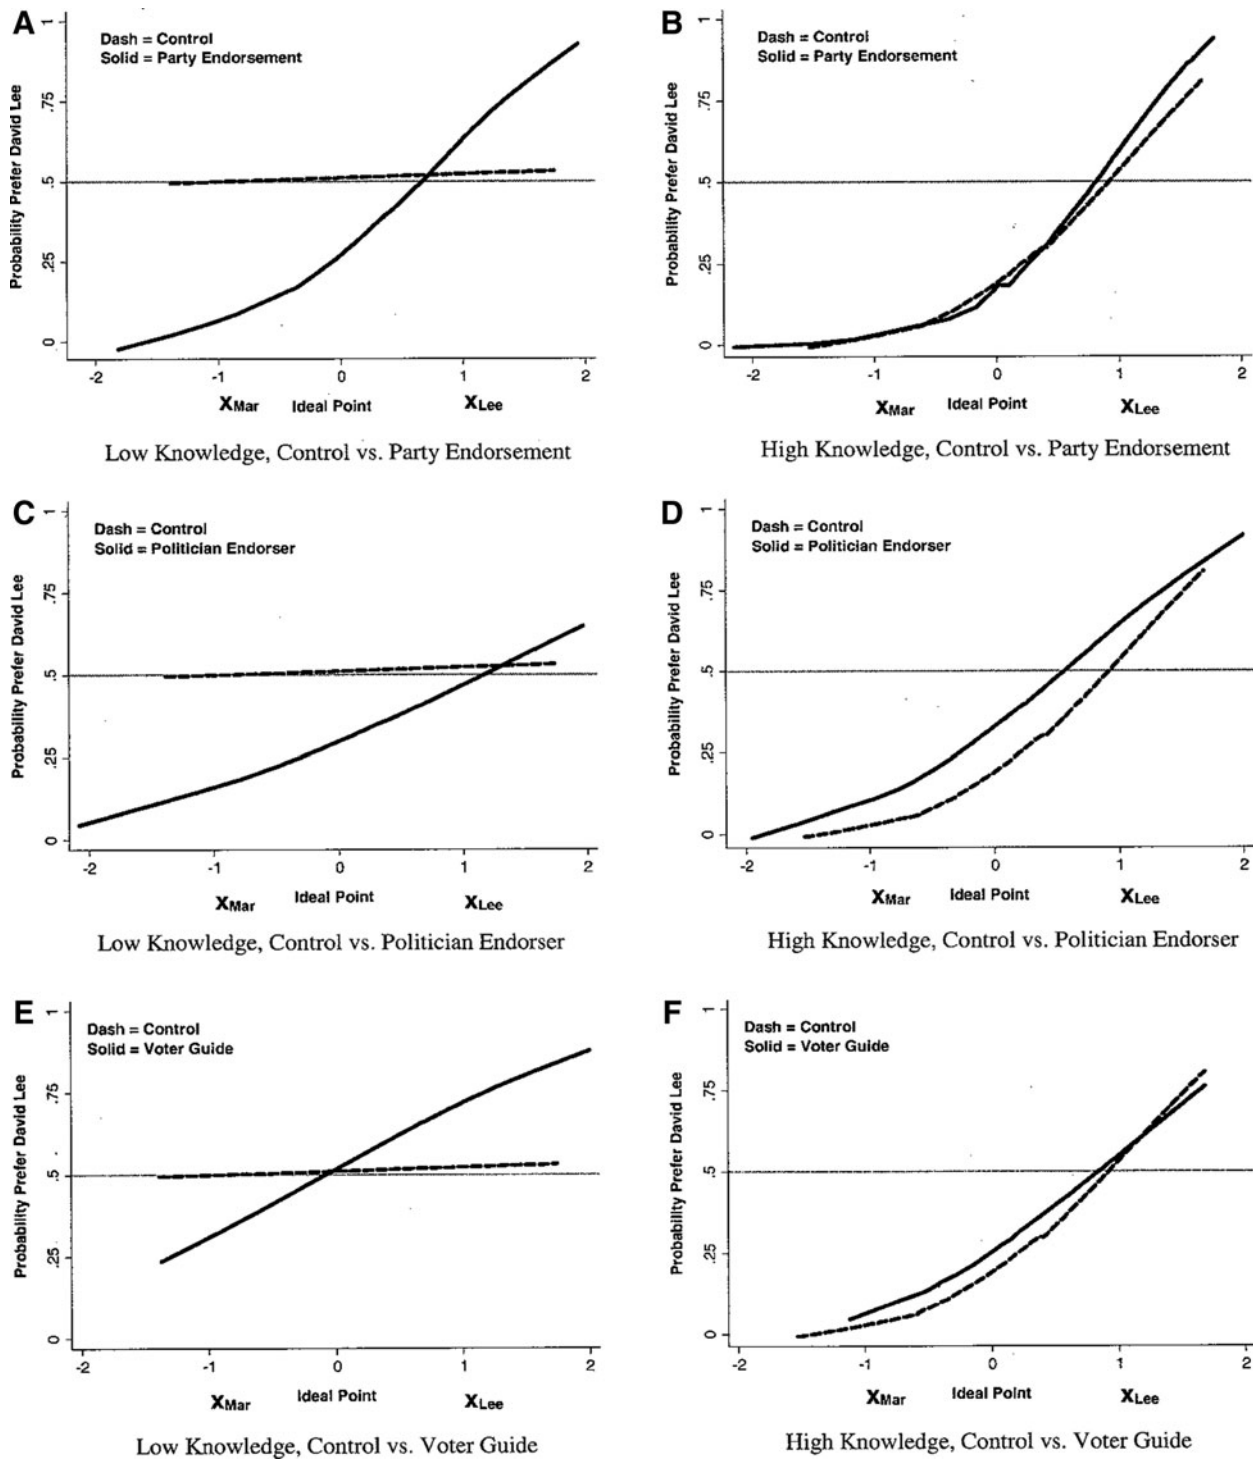 A
Dash = Control
Solid = Party Endorsement
Probability Prefer David Lee
1
.75
.5
.25
0
-2 -1 0 1 2
XMar Ideal Point XLee
Low Knowledge, Control vs. Party Endorsement
B
Dash = Control
Solid = Party Endorsement
Probability Prefer David Lee
1
.75
.5
.25
0
-2 -1 0 1 2
XMar Ideal Point XLee
High Knowledge, Control vs. Party Endorsement
C
Dash = Control
Solid = Politician Endorser
Probability Prefer David Lee
1
.75
.5
.25
0
-2 -1 0 1 2
XMar Ideal Point XLee
Low Knowledge, Control vs. Politician Endorser
D
Dash = Control
Solid = Politician Endorser
Probability Prefer David Lee
1
.75
.5
.25
0
-2 -1 0 1 2
XMar Ideal Point XLee
High Knowledge, Control vs. Politician Endorser
E
Dash = Control
Solid = Voter Guide
Probability Prefer David Lee
1
.75
.5
.25
0
-2 -1 0 1 2
XMar Ideal Point XLee
Low Knowledge, Control vs. Voter Guide
F
Dash = Control
Solid = Voter Guide
Probability Prefer David Lee
1
.75
.5
.25
0
-2 -1 0 1 2
XMar Ideal Point XLee
High Knowledge, Control vs. Voter Guide